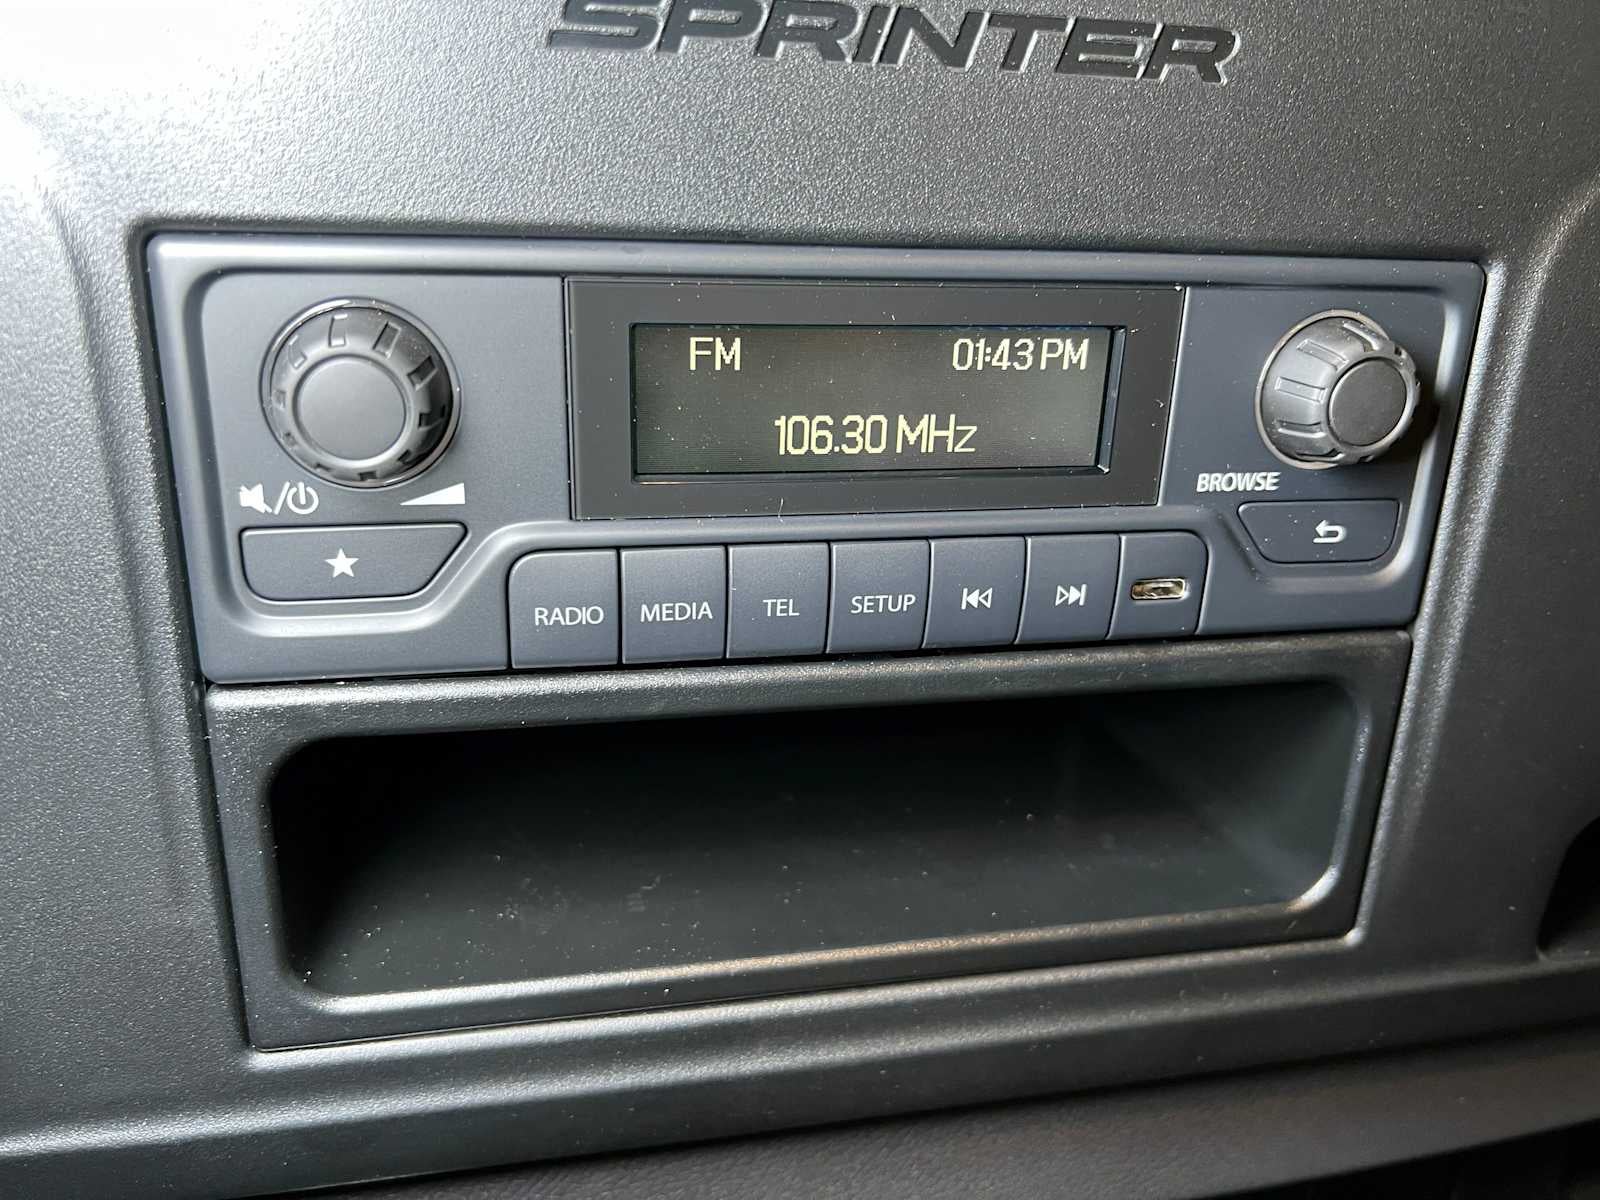 SPRINTER
FM 01:43 PM
106.30 MHz
BROWSE
RADIO MEDIA TEL SETUP